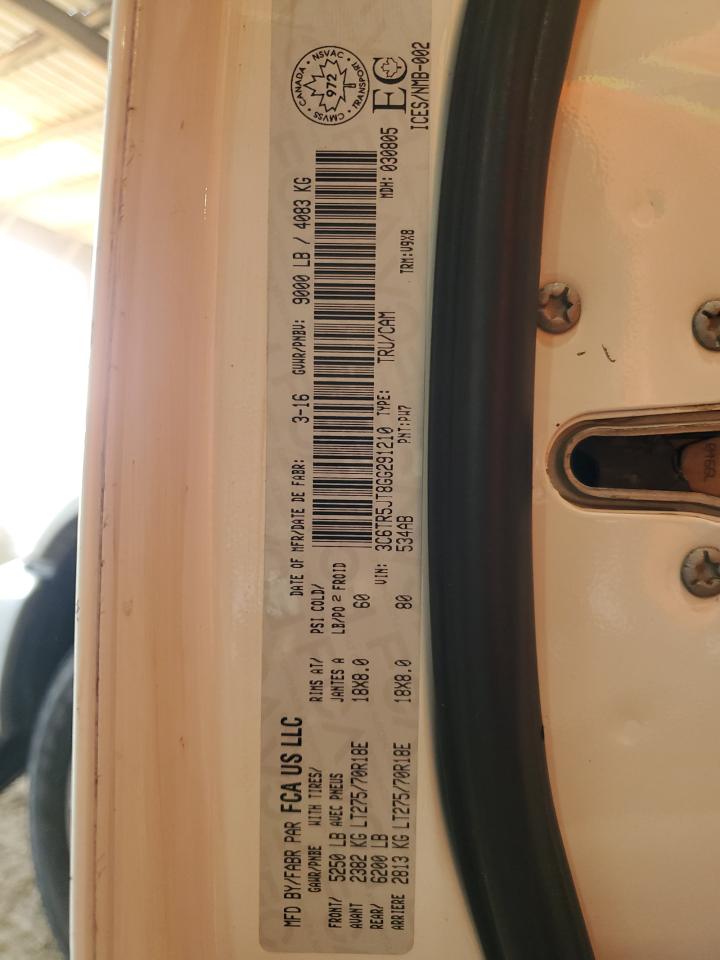 MFD BY/FABR PAR FCA US LLC
DATE OF MFR/DATE DE FABR: 3-16 GVWR/PNBV: 9000 LB / 4083 KG
GAWR/PNBE WITH TIRES/ RIMS AT/ PSI COLD/
FRONT/ 5250 LB AVEC PNEUS JANTES A LB/PO 2 FROID
AVANT 2382 KG LT275/70R18E 18X8.0 60
REAR/ 6200 LB
ARRIERE 2813 KG LT275/70R18E 18X8.0 80
VIN: 3C6TR5JT8GG291210 TYPE: TRU/CAM MDH: 030805
534AB PNT:PW7 TRM:V9X8
CANADA • NSVAC • TRANSPORT • CMVSS
972
EC
ICES/NMB-002